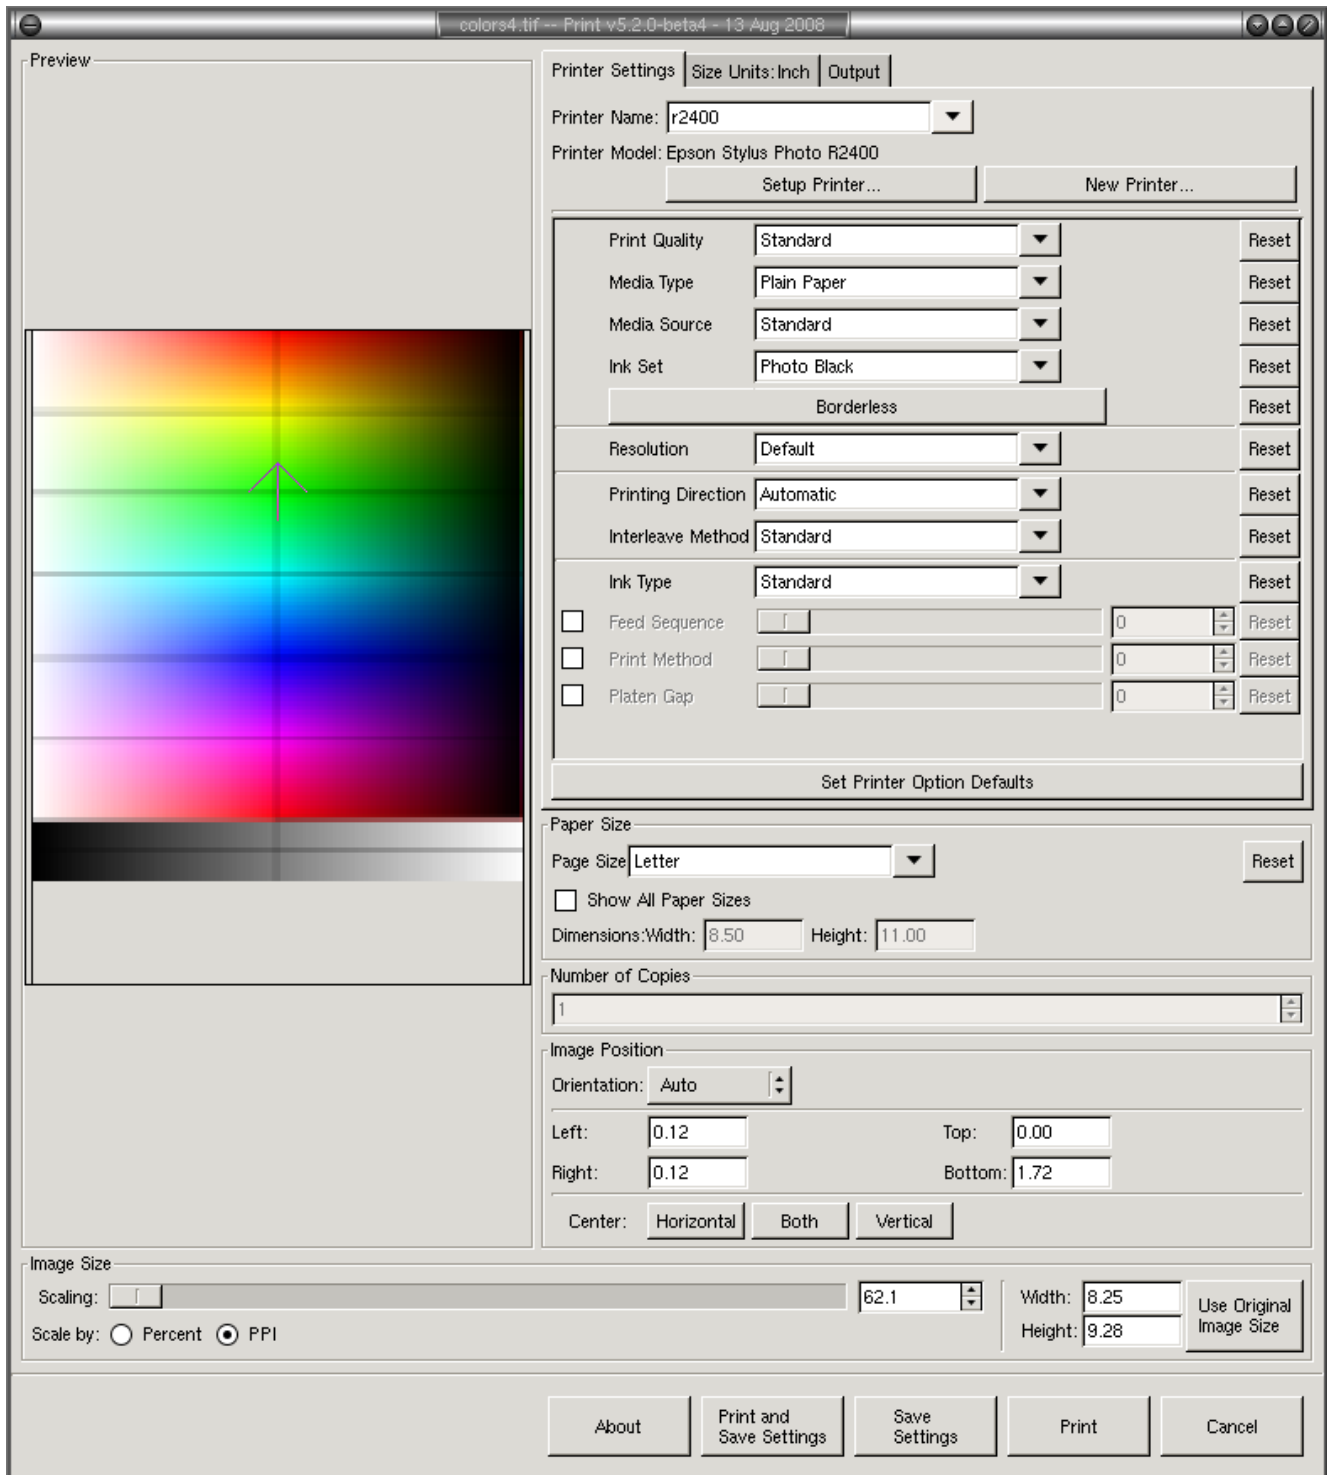 colors4.tif -- Print v5.2.0-beta4 - 13 Aug 2008
Preview
Printer Settings Size Units: Inch Output
Printer Name: r2400
Printer Model: Epson Stylus Photo R2400
Setup Printer... New Printer...
Print Quality Standard Reset
Media Type Plain Paper Reset
Media Source Standard Reset
Ink Set Photo Black Reset
Borderless Reset
Resolution Default Reset
Printing Direction Automatic Reset
Interleave Method Standard Reset
Ink Type Standard Reset
Feed Sequence 0 Reset
Print Method 0 Reset
Platen Gap 0 Reset
Set Printer Option Defaults
Paper Size
Page Size Letter Reset
Show All Paper Sizes
Dimensions:Width: 8.50 Height: 11.00
Number of Copies
1
Image Position
Orientation: Auto
Left: 0.12 Top: 0.00
Right: 0.12 Bottom: 1.72
Center: Horizontal Both Vertical
Image Size
Scaling: 62.1 Width: 8.25
Scale by: Percent PPI Height: 9.28
Use Original
Image Size
About
Print and
Save Settings
Save
Settings
Print
Cancel